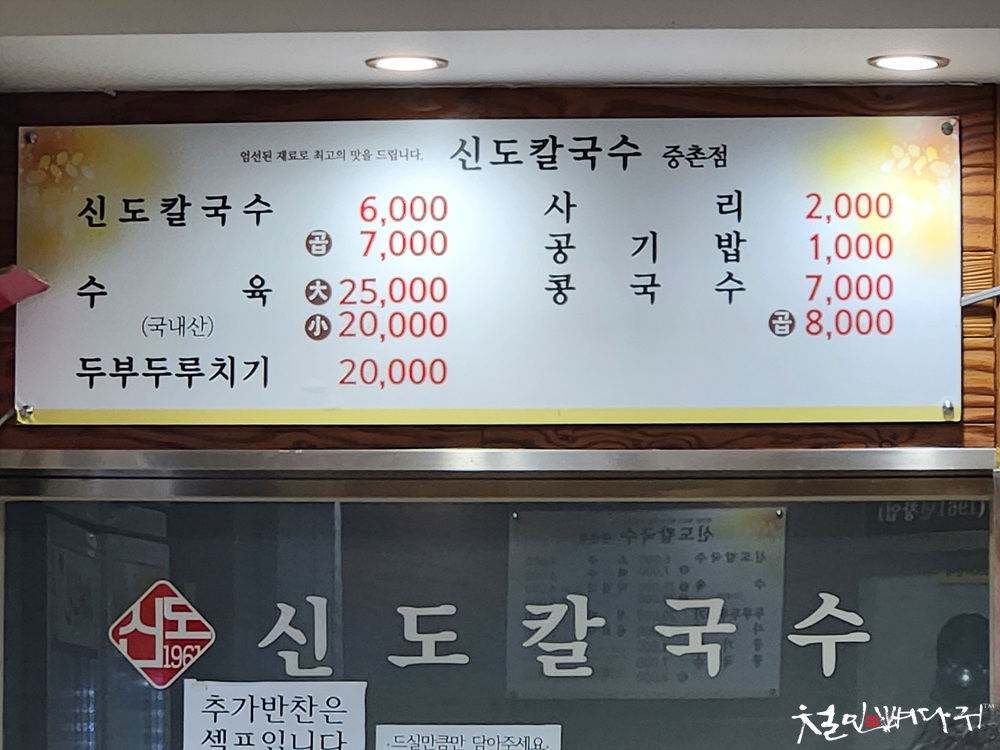 엄선된 재료로 최고의 맛을 드립니다. 신도칼국수 중촌점
신도칼국수 6,000
곱 7,000
수육 大 25,000
(국내산) 小 20,000
두부두루치기 20,000
사리 2,000
공기밥 1,000
콩국수 7,000
곱 8,000
신도 1961
신도칼국수
추가반찬은
셀프입니다
드실만큼만 담아주세요.
철민빼다귀